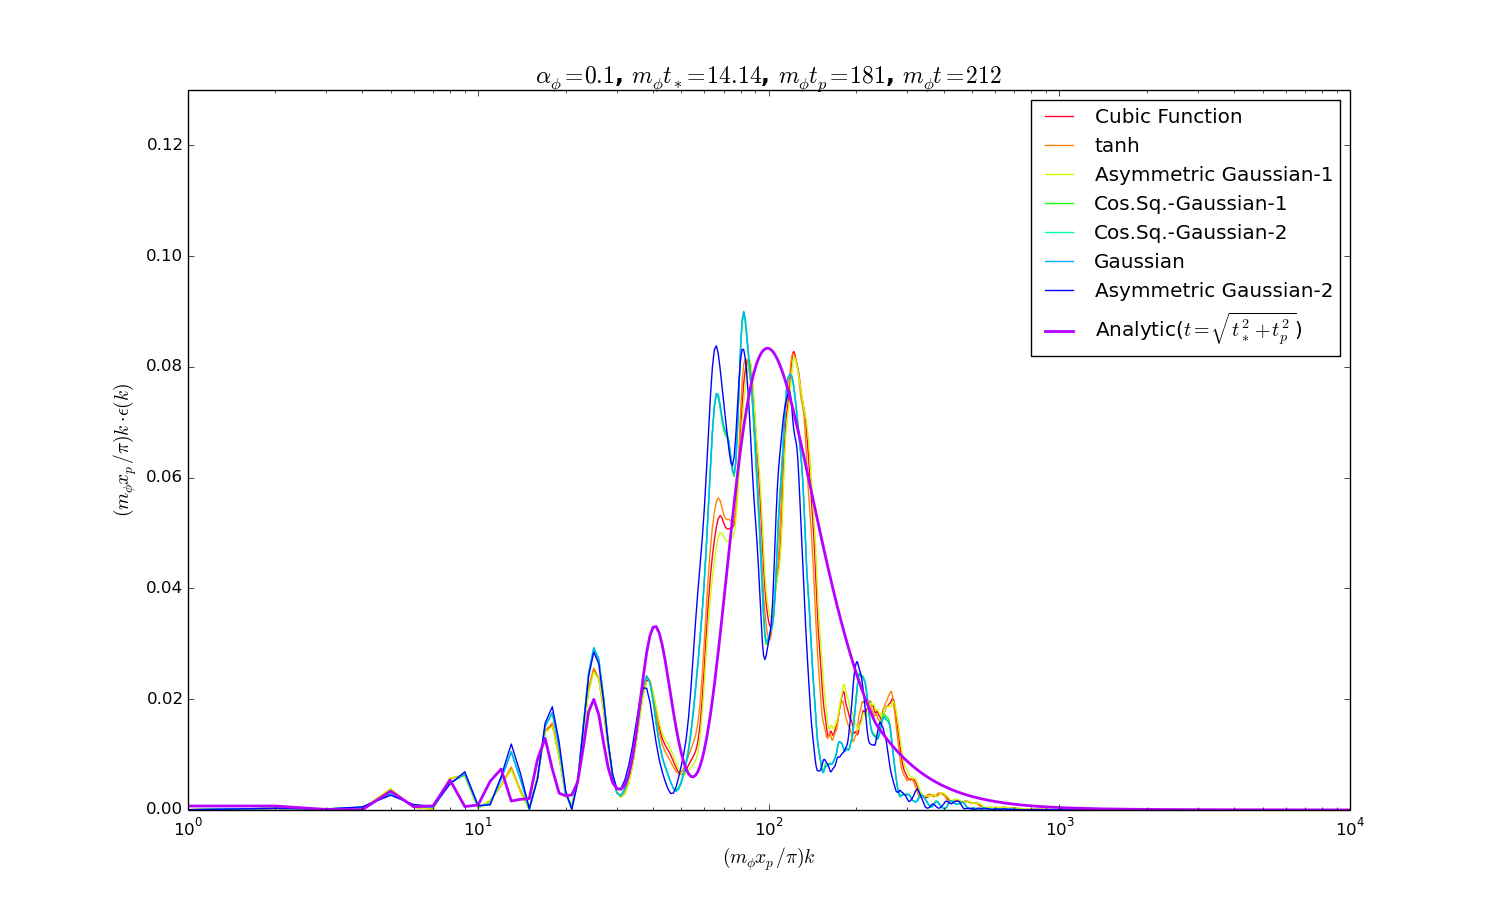 α_ϕ=0.1, m_ϕt_*=14.14, m_ϕt_p=181, m_ϕt=212
0.12
0.10
0.08
0.06
0.04
0.02
0.00
(m_ϕx_p/π)k·ϵ(k)
Cubic Function
tanh
Asymmetric Gaussian-1
Cos.Sq.-Gaussian-1
Cos.Sq.-Gaussian-2
Gaussian
Asymmetric Gaussian-2
Analytic(t=√(t_*^2+t_p^2))
10^0 10^1 10^2 10^3 10^4
(m_ϕx_p/π)k